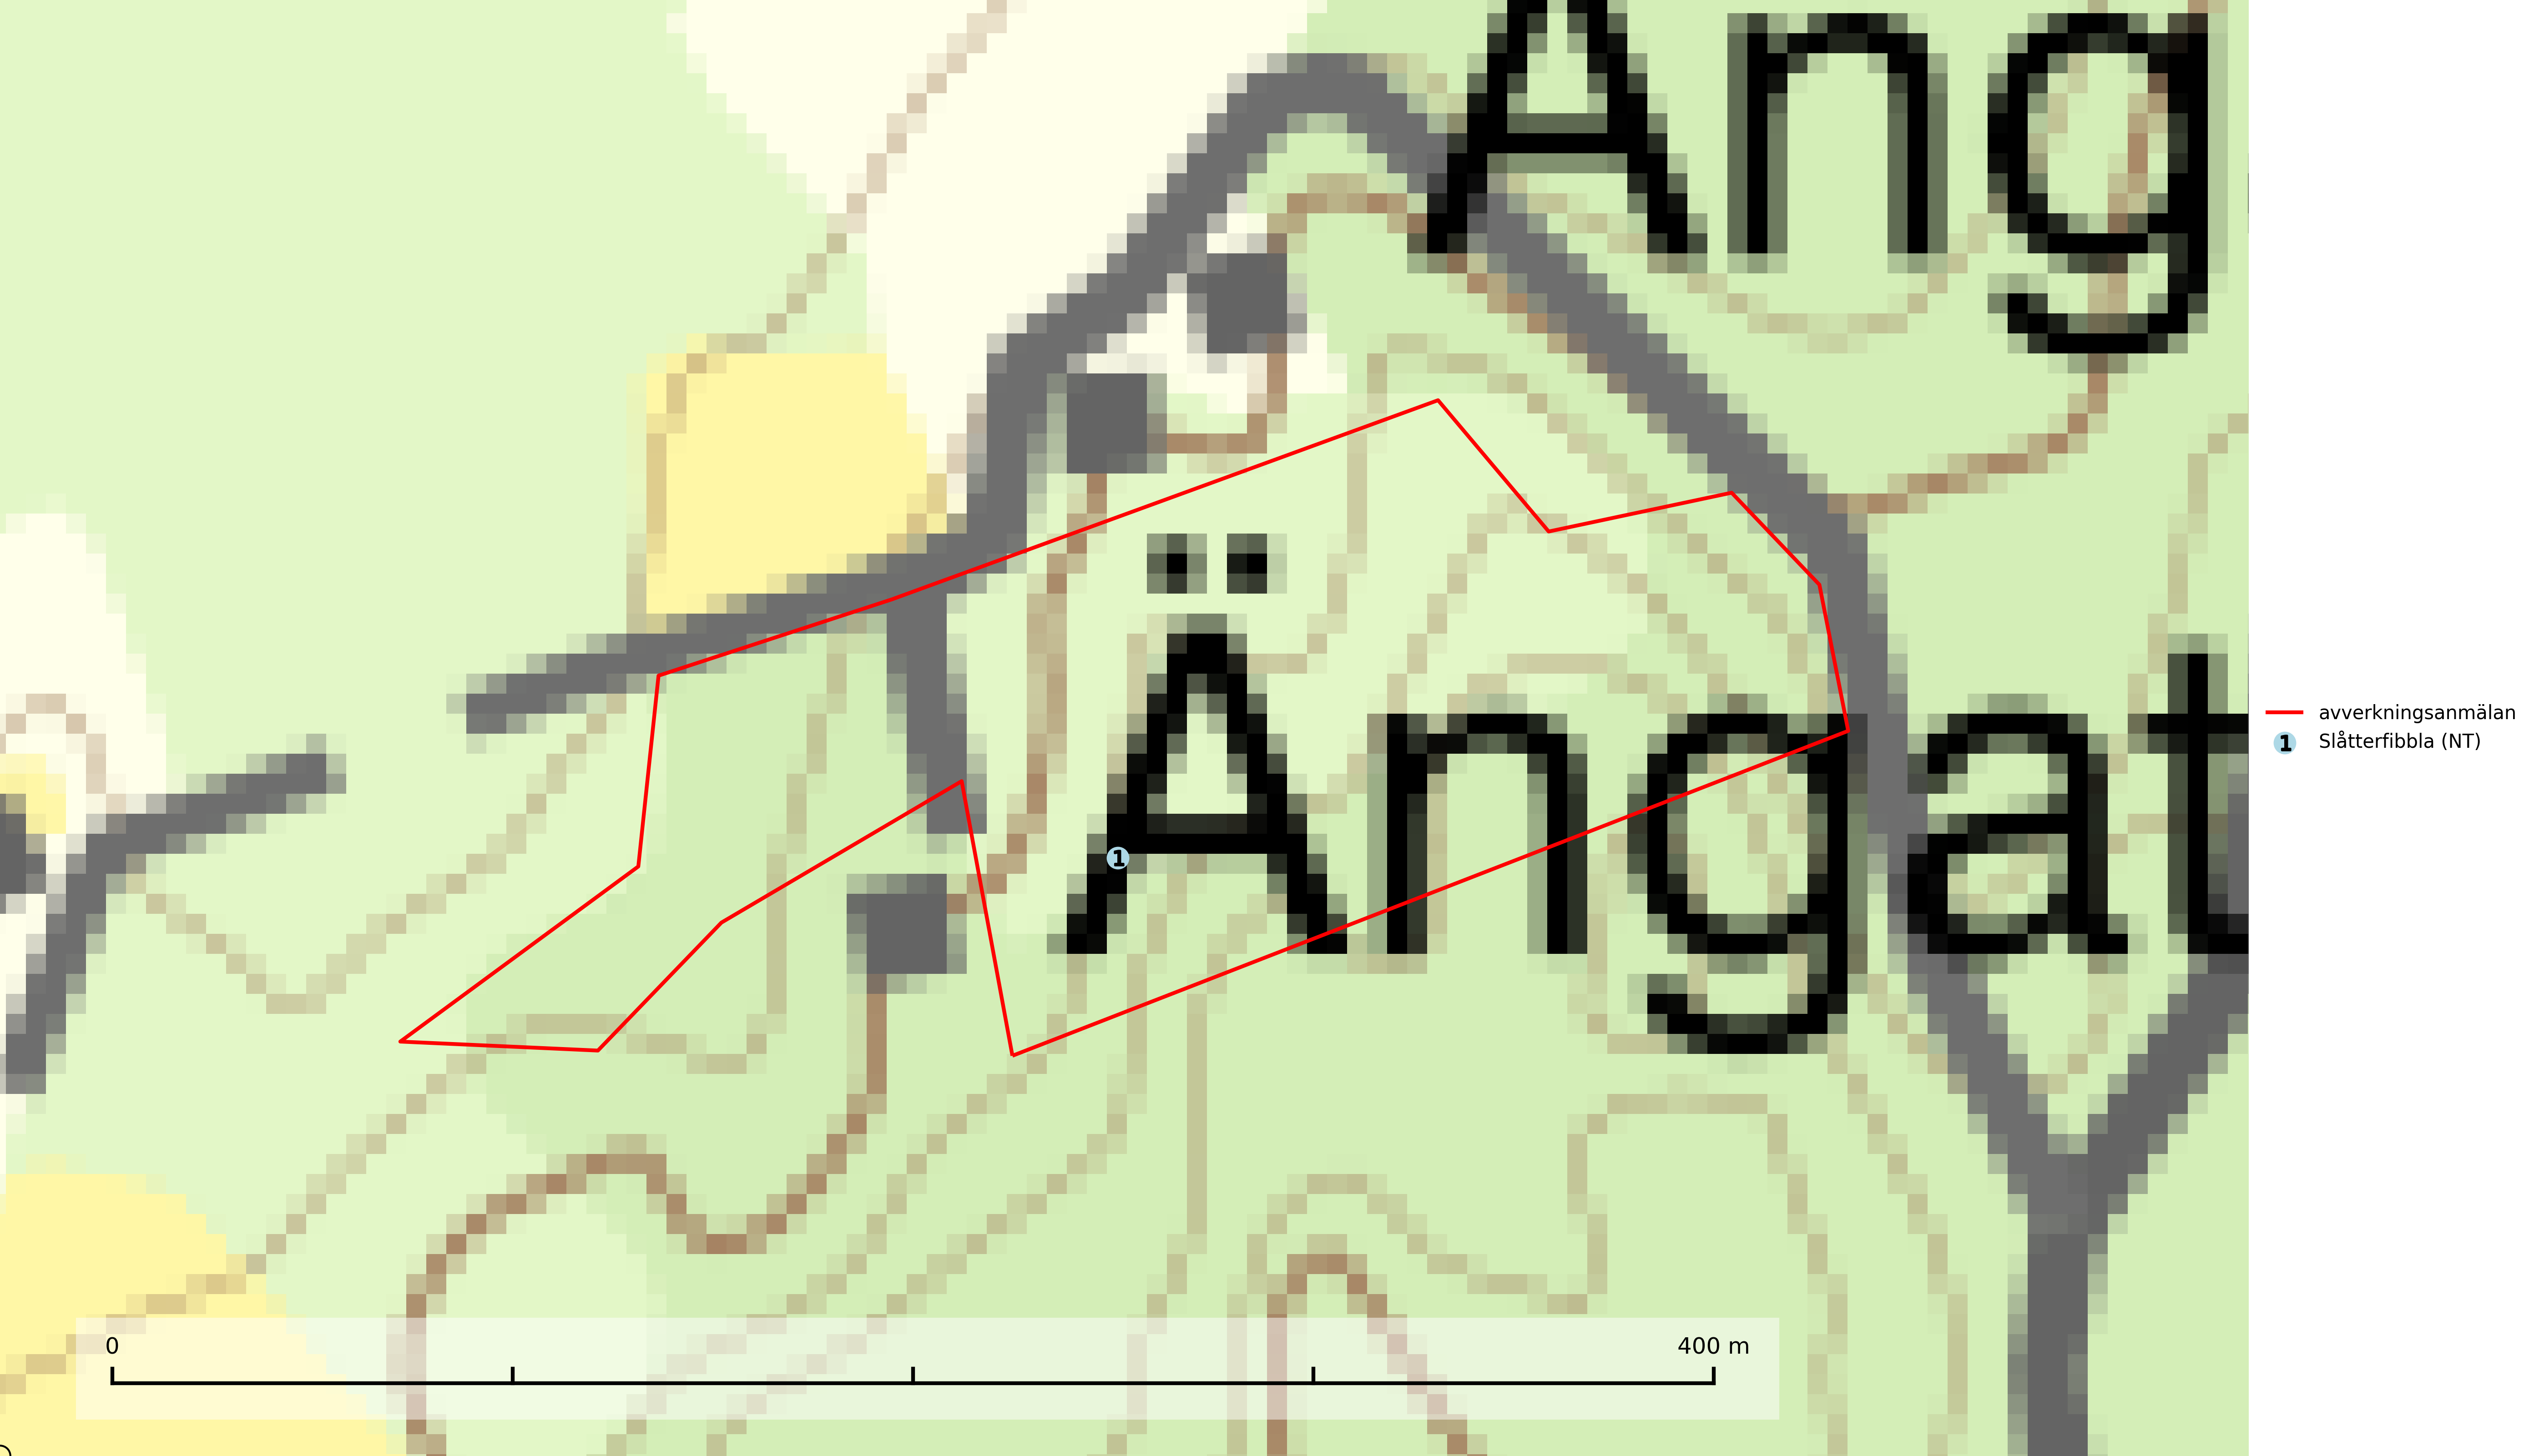 Äng
Ängat
1
avverkningsanmälan
1 Slåtterfibbla (NT)
0 400 m